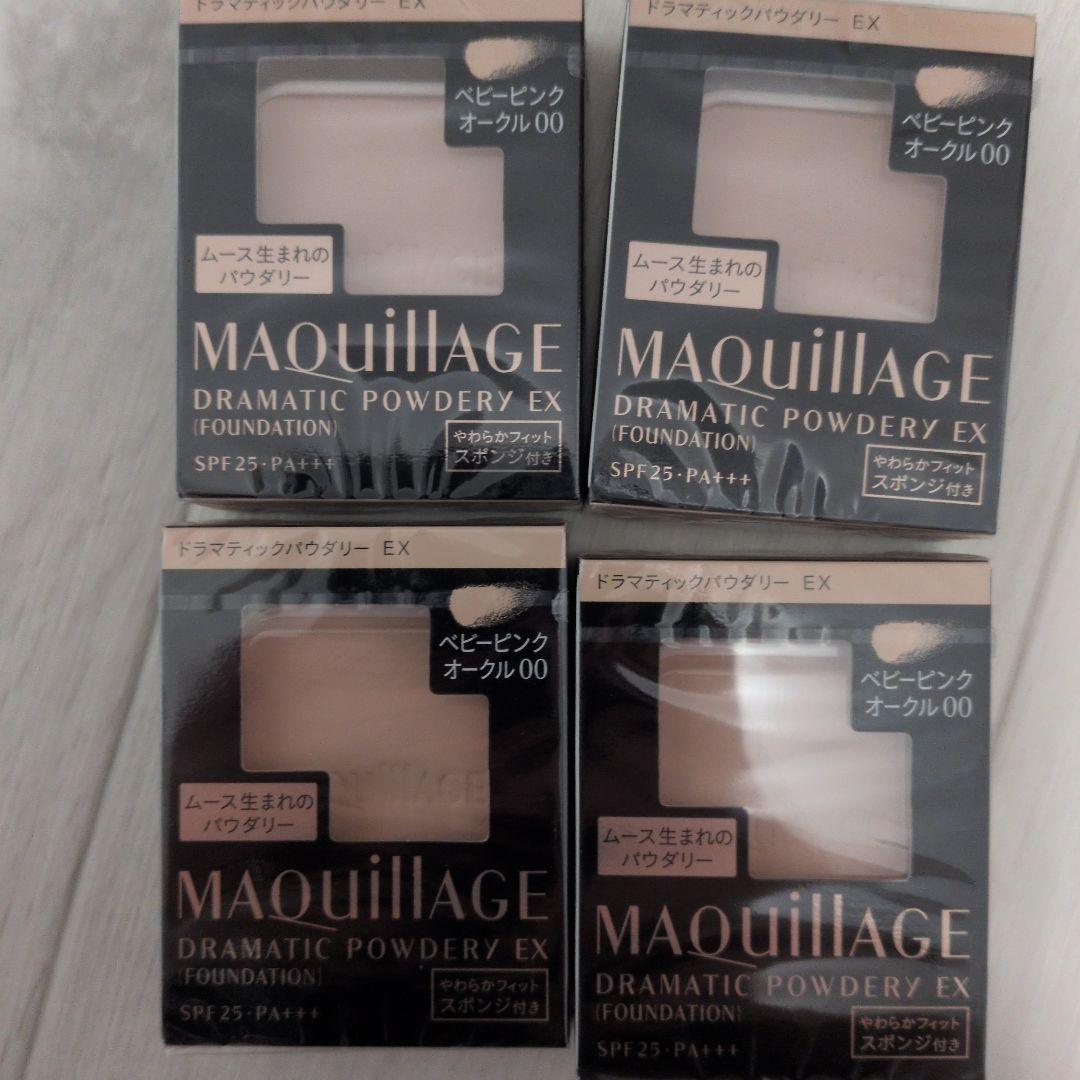 ドラマティックパウダリー EX
ベビーピンク
オークル00
ムース生まれの
パウダリー
MAQuillAGE
DRAMATIC POWDERY EX
(FOUNDATION)
SPF25・PA+++
やわらかフィット
スポンジ付き
ドラマティックパウダリー EX
ベビーピンク
オークル00
ムース生まれの
パウダリー
MAQuillAGE
DRAMATIC POWDERY EX
(FOUNDATION)
SPF25・PA+++
やわらかフィット
スポンジ付き
ドラマティックパウダリー EX
ベビーピンク
オークル00
ムース生まれの
パウダリー
MAQuillAGE
DRAMATIC POWDERY EX
(FOUNDATION)
SPF25・PA+++
やわらかフィット
スポンジ付き
ドラマティックパウダリー EX
ベビーピンク
オークル00
ムース生まれの
パウダリー
MAQuillAGE
DRAMATIC POWDERY EX
(FOUNDATION)
SPF25・PA+++
やわらかフィット
スポンジ付き